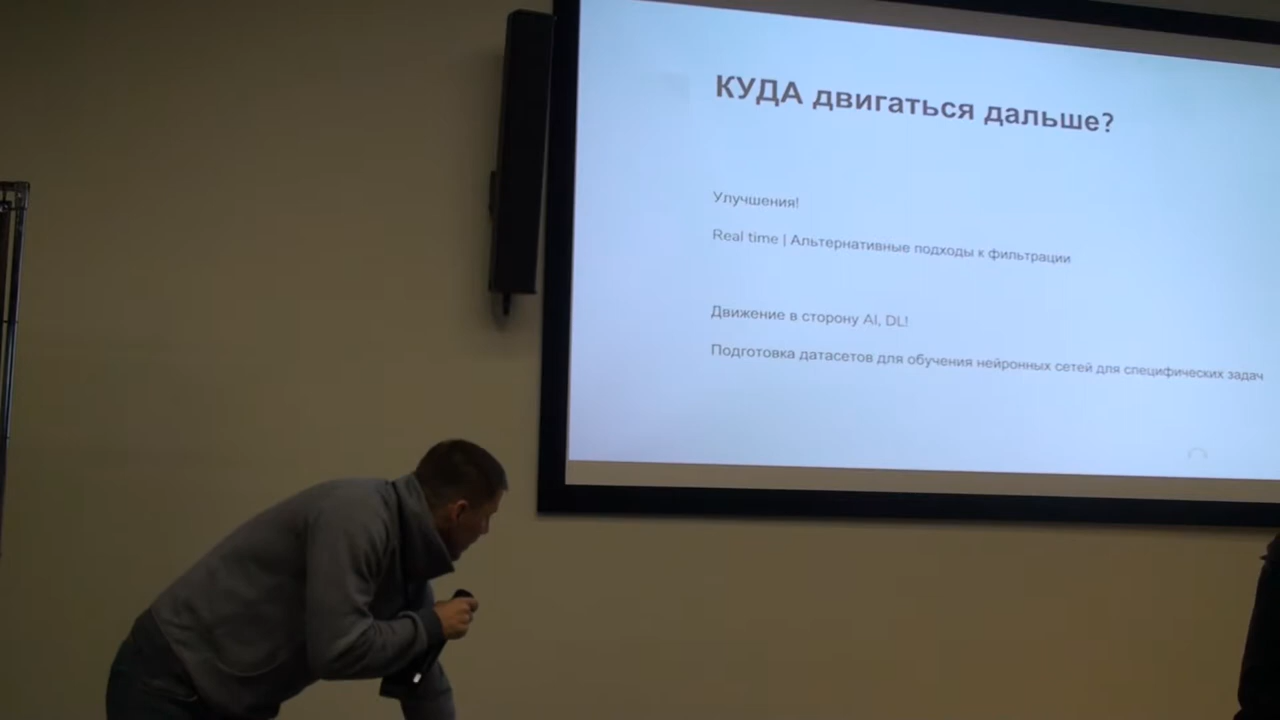 КУДА двигаться дальше?
Улучшения!
Real time | Альтернативные подходы к фильтрации
Движение в сторону AI, DL!
Подготовка датасетов для обучения нейронных сетей для специфических задач